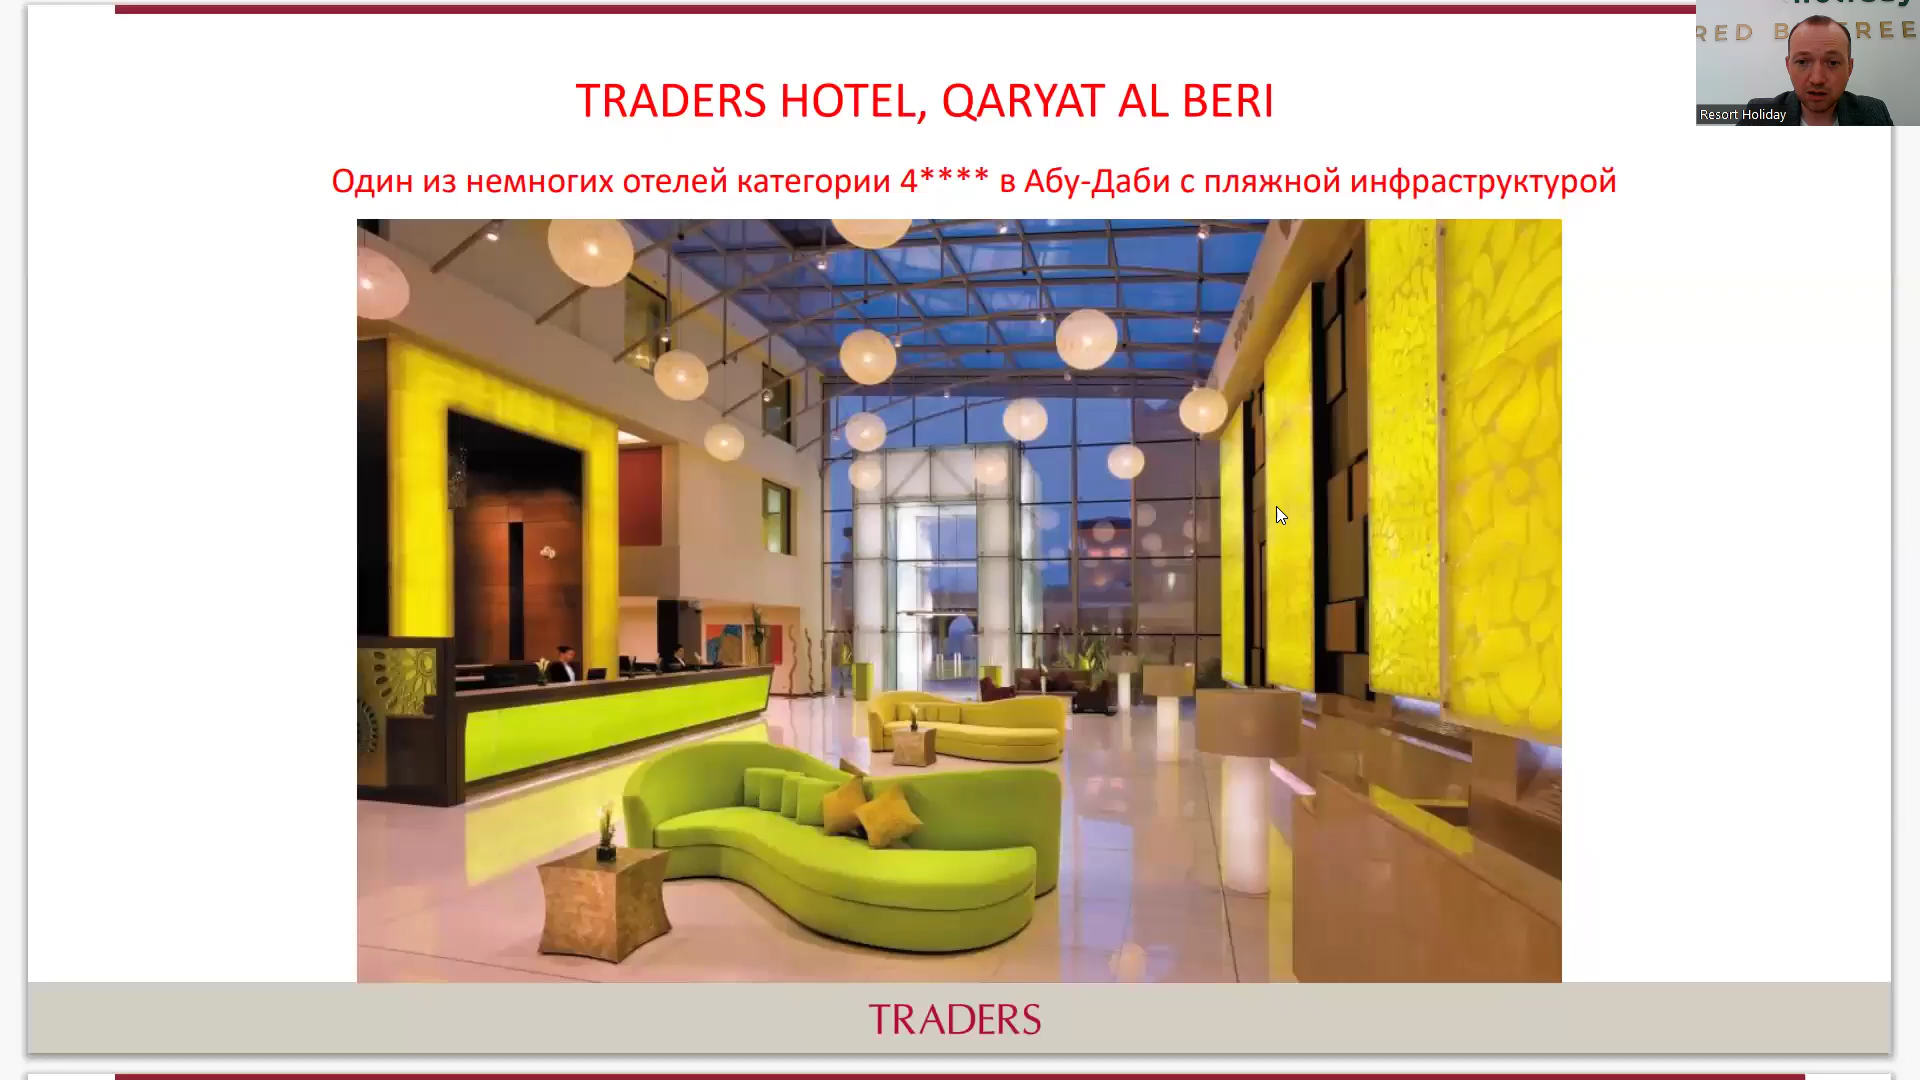 TRADERS HOTEL, QARYAT AL BERI
Один из немногих отелей категории 4**** в Абу-Даби с пляжной инфраструктурой
Resort Holiday
TRADERS